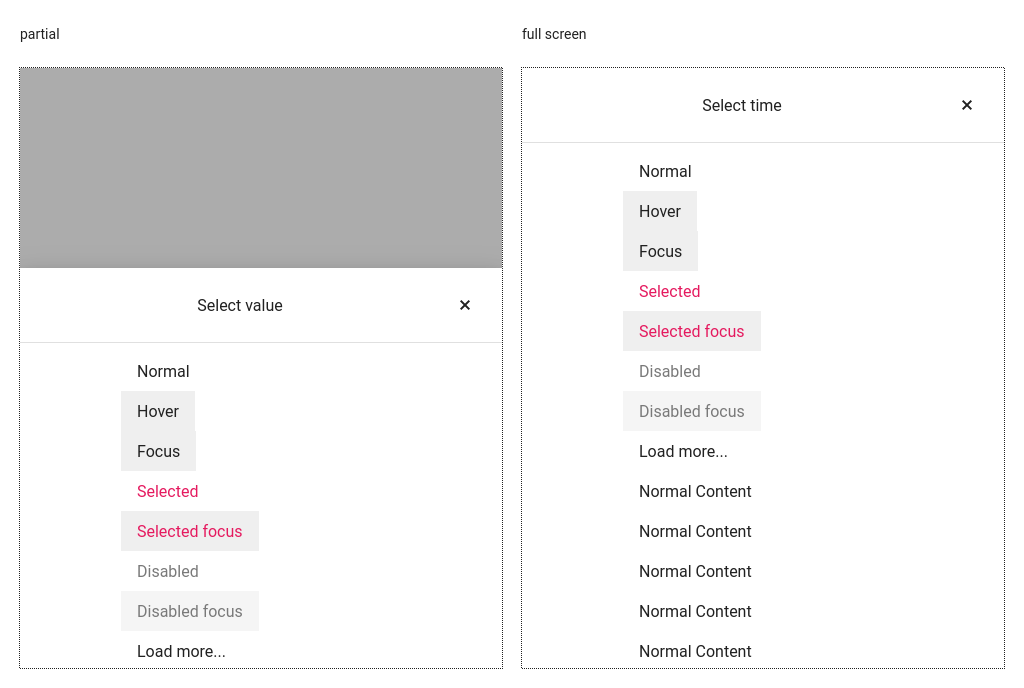 partial
Select value
×
Normal
Hover
Focus
Selected
Selected focus
Disabled
Disabled focus
Load more...
full screen
Select time
×
Normal
Hover
Focus
Selected
Selected focus
Disabled
Disabled focus
Load more...
Normal Content
Normal Content
Normal Content
Normal Content
Normal Content